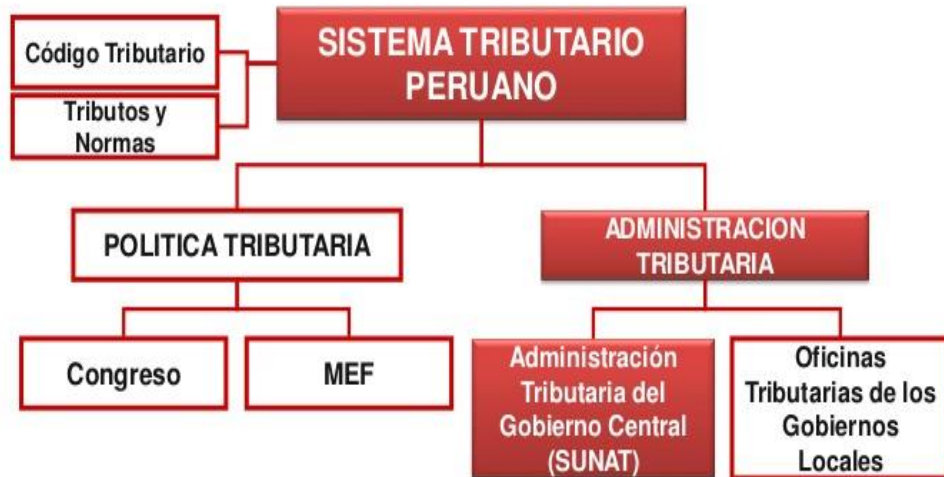 SISTEMA TRIBUTARIO
PERUANO
Código Tributario
Tributos y
Normas
POLITICA TRIBUTARIA
ADMINISTRACION
TRIBUTARIA
Congreso
MEF
Administración
Tributaria del
Gobierno Central
(SUNAT)
Oficinas
Tributarias de los
Gobiernos
Locales